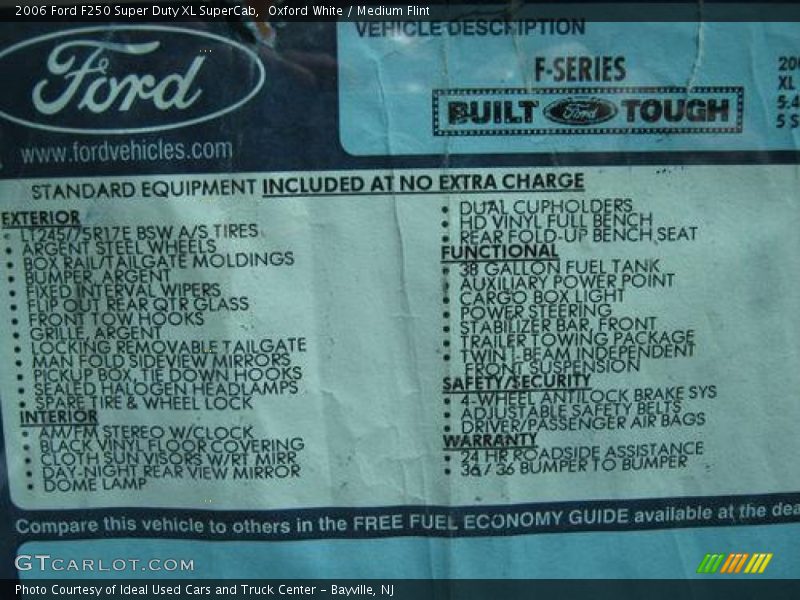 2006 Ford F250 Super Duty XL SuperCab, Oxford White / Medium Flint
Ford
www.fordvehicles.com
VEHICLE DESCRIPTION
F-SERIES
BUILT Ford TOUGH
200
XL
5.4
5 S
STANDARD EQUIPMENT INCLUDED AT NO EXTRA CHARGE
EXTERIOR
• LT245/75R17E BSW A/S TIRES
• ARGENT STEEL WHEELS
• BOX RAIL/TAILGATE MOLDINGS
• BUMPER, ARGENT
• FIXED INTERVAL WIPERS
• FLIP OUT REAR QTR GLASS
• FRONT TOW HOOKS
• GRILLE, ARGENT
• LOCKING REMOVABLE TAILGATE
• MAN FOLD SIDEVIEW MIRRORS
• PICKUP BOX, TIE DOWN HOOKS
• SEALED HALOGEN HEADLAMPS
• SPARE TIRE & WHEEL LOCK
INTERIOR
• AM/FM STEREO W/CLOCK
• BLACK VINYL FLOOR COVERING
• CLOTH SUN VISORS W/RT MIRR
• DAY-NIGHT REAR VIEW MIRROR
• DOME LAMP
• DUAL CUPHOLDERS
• HD VINYL FULL BENCH
• REAR FOLD-UP BENCH SEAT
FUNCTIONAL
• 38 GALLON FUEL TANK
• AUXILIARY POWER POINT
• CARGO BOX LIGHT
• POWER STEERING
• STABILIZER BAR, FRONT
• TRAILER TOWING PACKAGE
• TWIN I-BEAM INDEPENDENT
FRONT SUSPENSION
SAFETY/SECURITY
• 4-WHEEL ANTILOCK BRAKE SYS
• ADJUSTABLE SAFETY BELTS
• DRIVER/PASSENGER AIR BAGS
WARRANTY
• 24 HR ROADSIDE ASSISTANCE
• 36 / 36 BUMPER TO BUMPER
Compare this vehicle to others in the FREE FUEL ECONOMY GUIDE available at the dea
GTCARLOT.COM
Photo Courtesy of Ideal Used Cars and Truck Center - Bayville, NJ